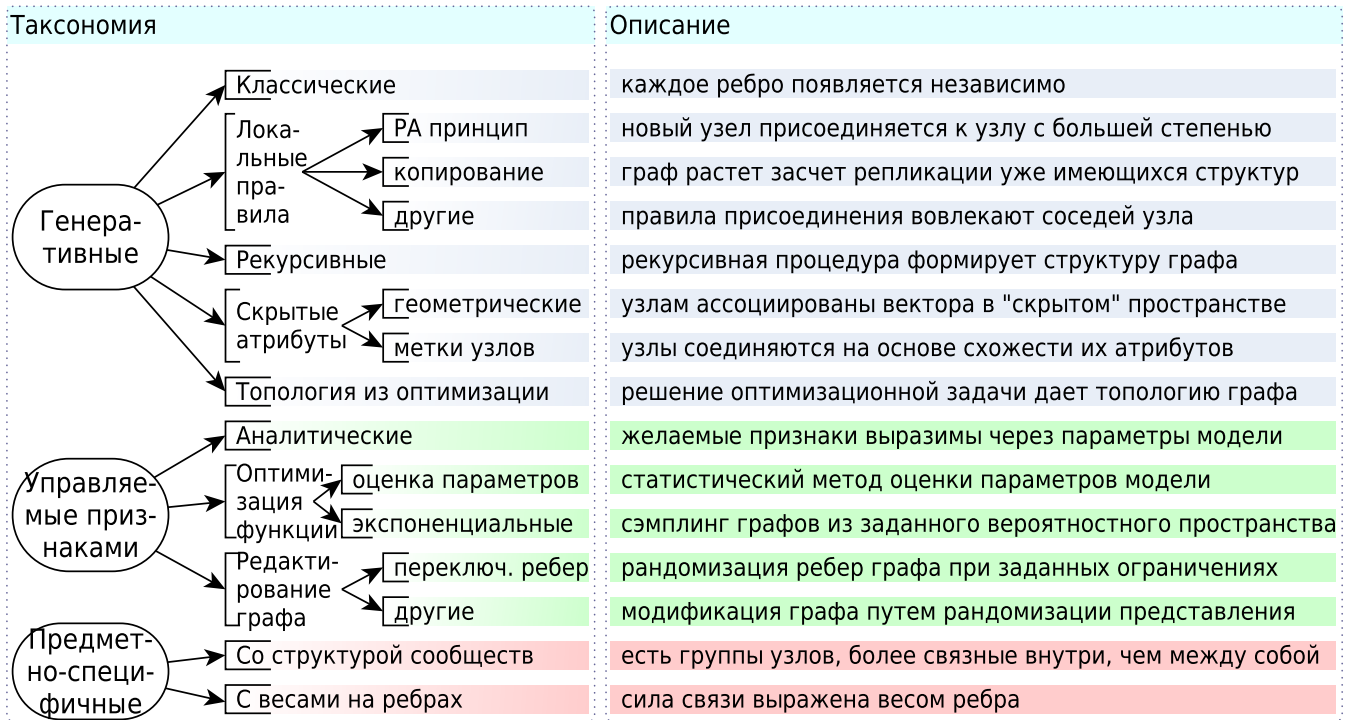 Таксономия
Описание
Генера-
тивные
Классические
каждое ребро появляется независимо
Лока-
льные
пра-
вила
РА принцип
новый узел присоединяется к узлу с большей степенью
копирование
граф растет засчет репликации уже имеющихся структур
другие
правила присоединения вовлекают соседей узла
Рекурсивные
рекурсивная процедура формирует структуру графа
Скрытые
атрибуты
геометрические
узлам ассоциированы вектора в "скрытом" пространстве
метки узлов
узлы соединяются на основе схожести их атрибутов
Топология из оптимизации
решение оптимизационной задачи дает топологию графа
Управляе-
мые приз-
наками
Аналитические
желаемые признаки выразимы через параметры модели
Оптими-
зация
функции
оценка параметров
статистический метод оценки параметров модели
экспоненциальные
сэмплинг графов из заданного вероятностного пространства
Редакти-
рование
графа
переключ. ребер
рандомизация ребер графа при заданных ограничениях
другие
модификация графа путем рандомизации представления
Предмет-
но-специ-
фичные
Со структурой сообществ
есть группы узлов, более связные внутри, чем между собой
С весами на ребрах
сила связи выражена весом ребра